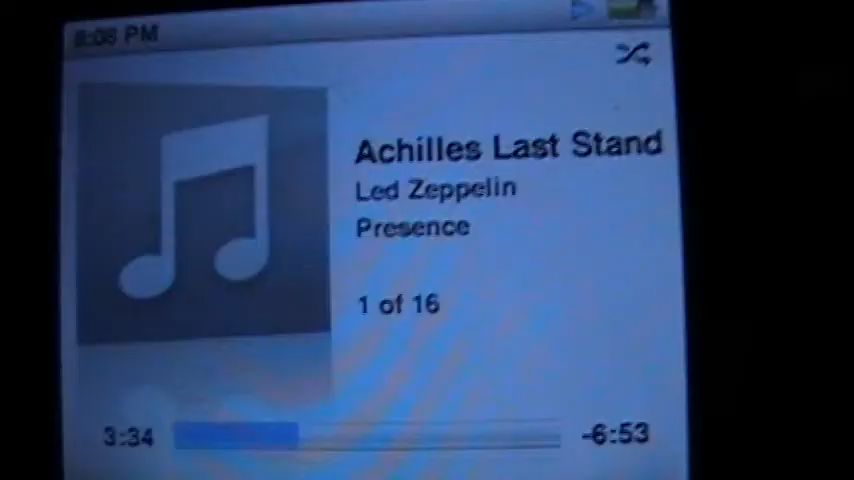 8:08 PM
Achilles Last Stand
Led Zeppelin
Presence
1 of 16
3:34
-6:53